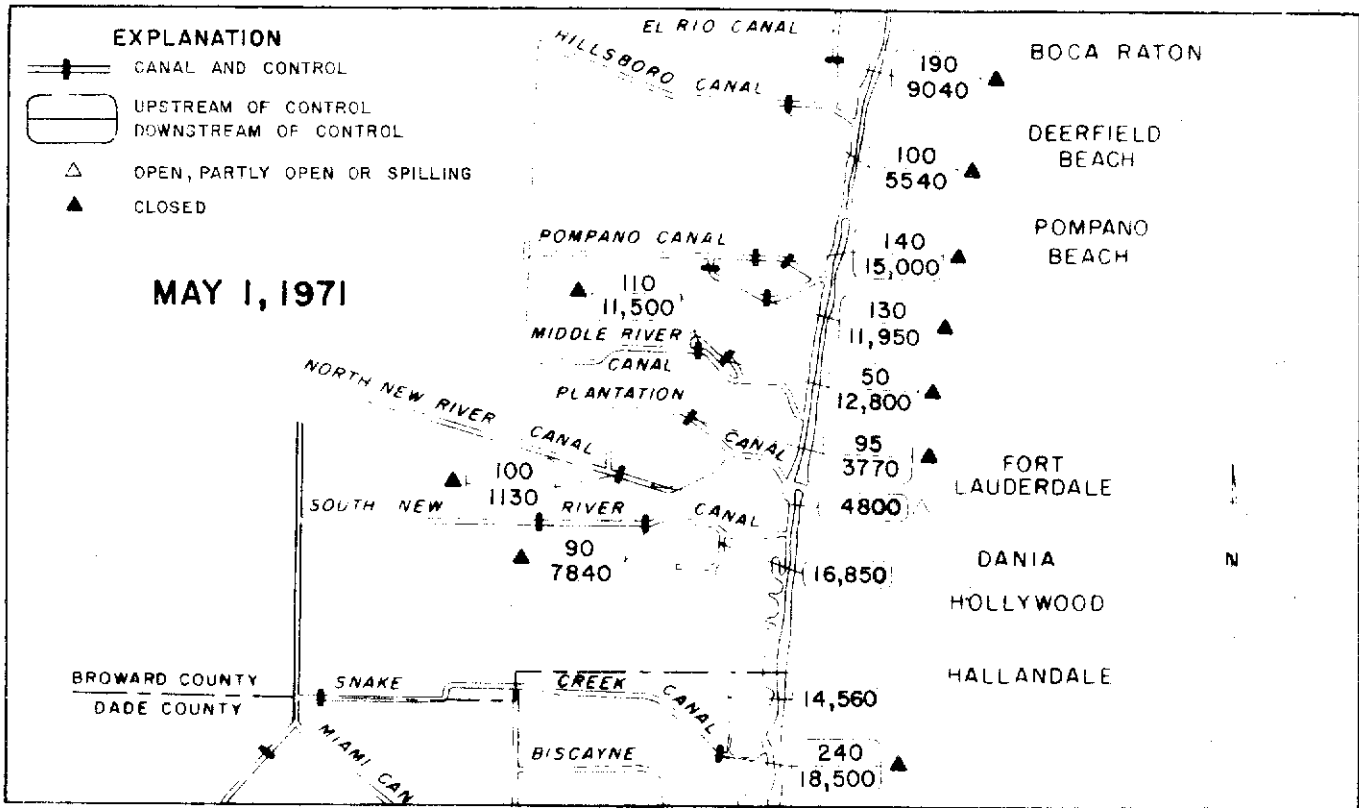 EXPLANATION
CANAL AND CONTROL
UPSTREAM OF CONTROL
DOWNSTREAM OF CONTROL
OPEN, PARTLY OPEN OR SPILLING
CLOSED
MAY 1, 1971
EL RIO CANAL
HILLSBORO CANAL
190
9040
BOCA RATON
100
5540
DEERFIELD
BEACH
POMPANO CANAL
140
15,000
POMPANO
BEACH
110
11,500
130
11,950
MIDDLE RIVER
CANAL
50
12,800
NORTH NEW RIVER CANAL
PLANTATION CANAL
95
3770
FORT
LAUDERDALE
100
1130
4800
SOUTH NEW RIVER CANAL
90
7840
16,850
DANIA
N
HOLLYWOOD
HALLANDALE
BROWARD COUNTY
DADE COUNTY
SNAKE CREEK CANAL
14,560
MIAMI CAN
BISCAYNE
240
18,500